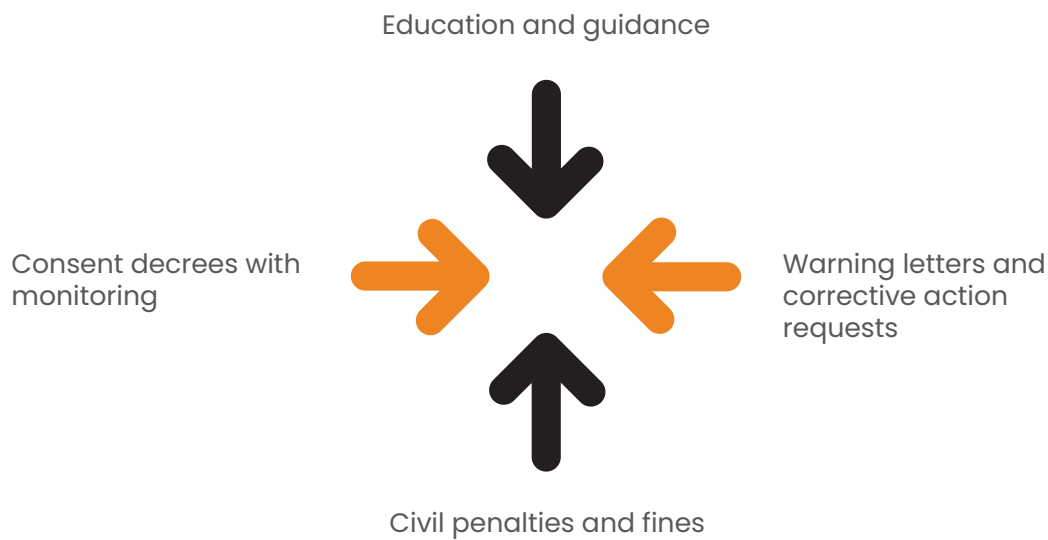 Education and guidance
Consent decrees with
monitoring
Warning letters and
corrective action
requests
Civil penalties and fines